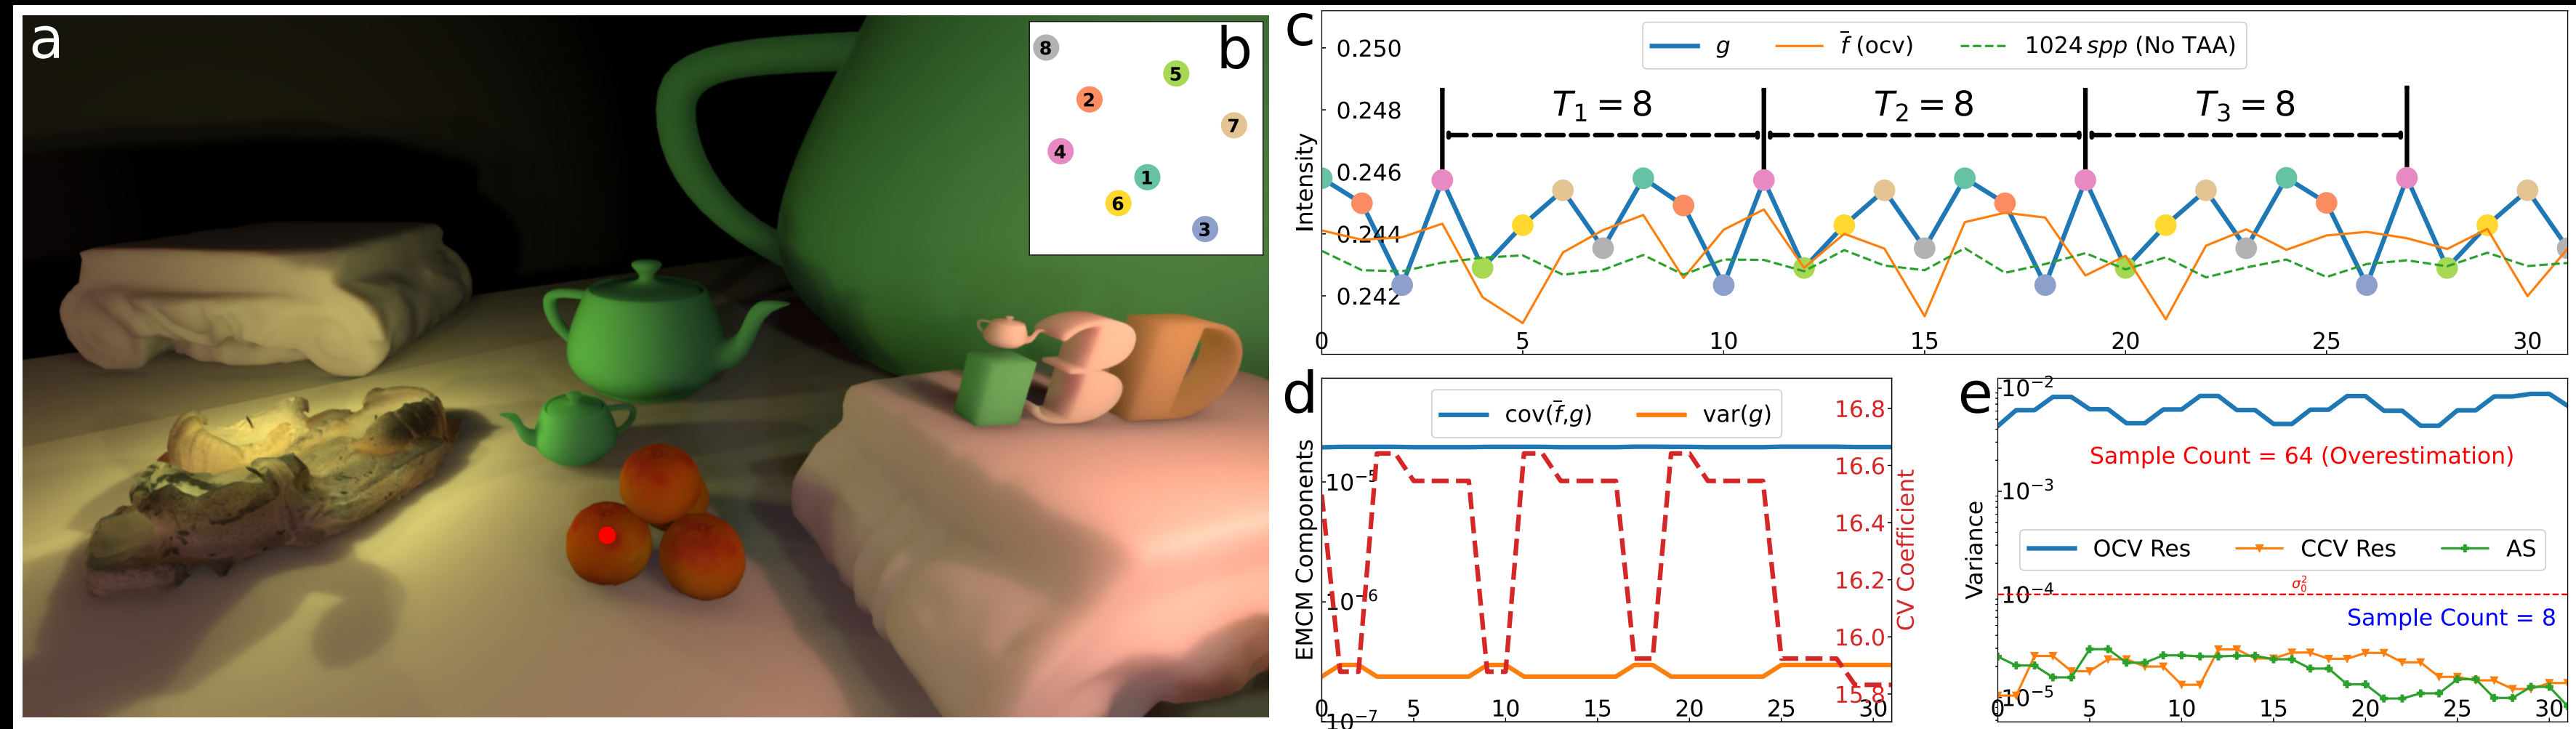 a
b
8
5
2
7
4
1
6
3
3D
c
g
f̄ (ocv)
1024 spp (No TAA)
T₁ = 8
T₂ = 8
T₃ = 8
Intensity
0.250
0.248
0.246
0.244
0.242
0 5 10 15 20 25 30
d
cov(f̄,g)
var(g)
EMCM Components
10⁻⁵
10⁻⁶
10⁻⁷
CV Coefficient
16.8
16.6
16.4
16.2
16.0
15.8
0 5 10 15 20 25 30
e
Variance
10⁻²
10⁻³
10⁻⁴
10⁻⁵
Sample Count = 64 (Overestimation)
OCV Res
CCV Res
AS
σ₀²
Sample Count = 8
0 5 10 15 20 25 30